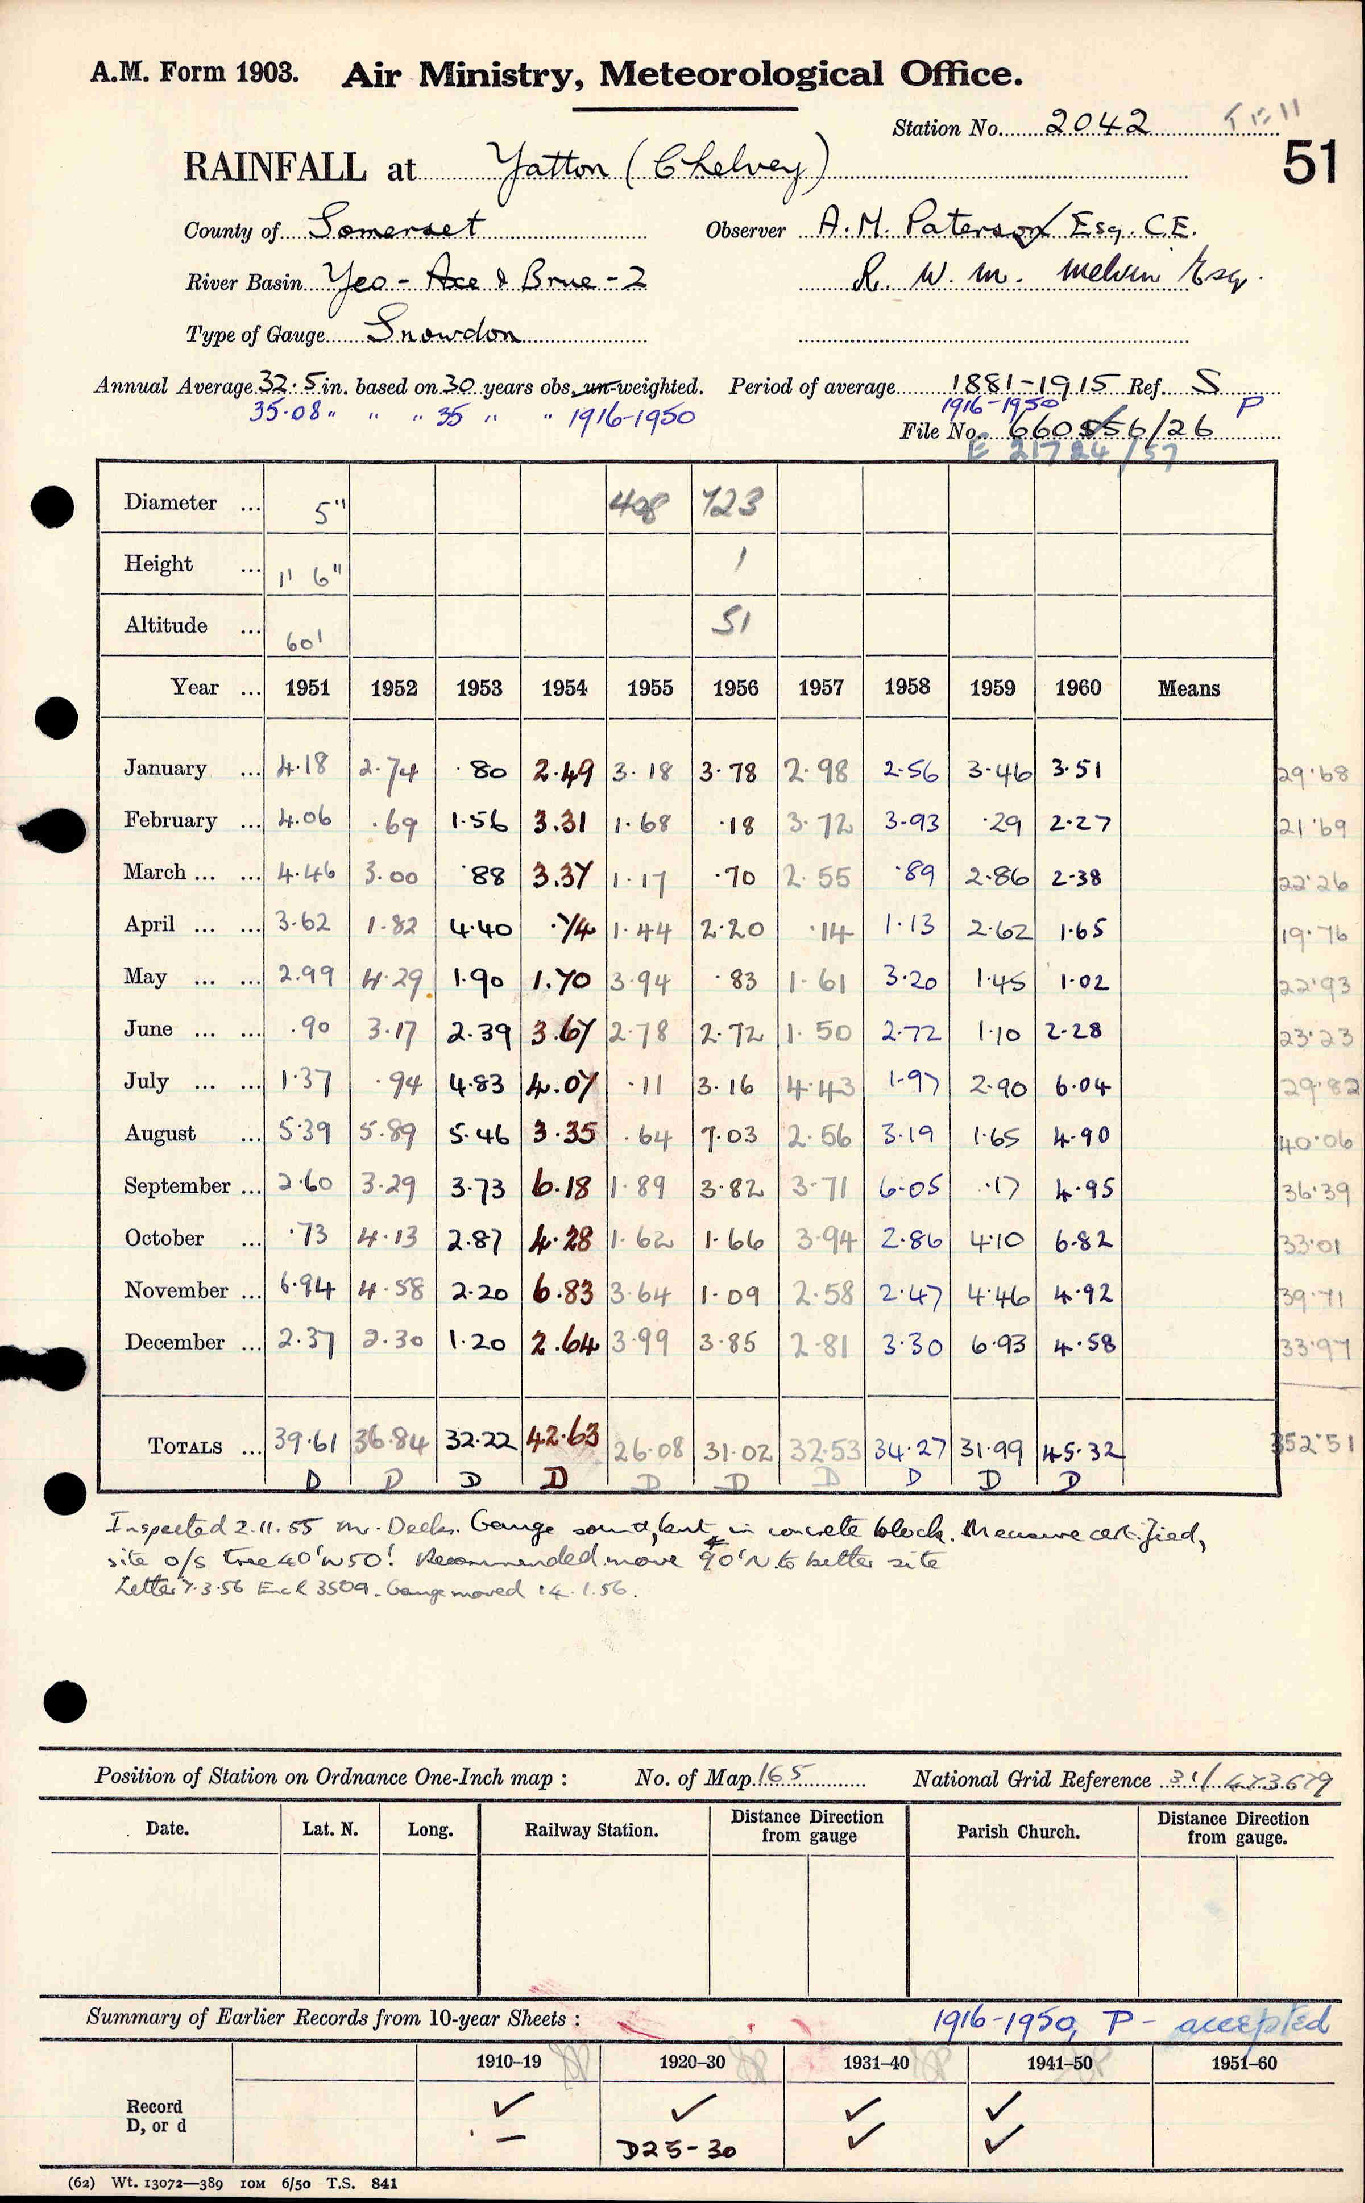 A.M. Form 1903. Air Ministry, Meteorological Office.
Station No. 2042
51
RAINFALL at Yatton (Chelvey)
County of Somerset Observer A.M. Paterson Esq. C.E.
River Basin Yeo - Axe & Brue - 2 R. W. M. Melvin Esq.
Type of Gauge Snowdon
Annual Average 32.5 in. based on 30 years obs. un-weighted. Period of average 1881-1915 Ref. S
35.08 " " " 35 " " 1916-1950 1916-1950 P
File No. 660556/26
E 21724/57
Diameter ... 5" 408 723
Height ... 1' 6" 1
Altitude ... 60' 51
Year ... 1951 1952 1953 1954 1955 1956 1957 1958 1959 1960 Means
January ... 4.18 2.74 .80 2.49 3.18 3.78 2.98 2.56 3.46 3.51 29.68
February ... 4.06 .69 1.56 3.31 1.68 .18 3.72 3.93 .29 2.27 21.69
March ... ... 4.46 3.00 .88 3.37 1.17 .70 2.55 .89 2.86 2.38 22.26
April ... ... 3.62 1.82 4.40 .74 1.44 2.20 .14 1.13 2.62 1.65 19.76
May ... ... 2.99 4.29 1.90 1.70 3.94 .83 1.61 3.20 1.45 1.02 22.93
June ... ... .90 3.17 2.39 3.67 2.78 2.72 1.50 2.72 1.10 2.28 23.23
July ... ... 1.37 .94 4.83 4.07 .11 3.16 4.43 1.97 2.90 6.04 29.82
August ... 5.39 5.89 5.46 3.35 .64 7.03 2.56 3.19 1.65 4.90 40.06
September ... 2.60 3.29 3.73 6.18 1.89 3.82 3.71 6.05 .17 4.95 36.39
October ... .73 4.13 2.87 4.28 1.62 1.66 3.94 2.86 4.10 6.82 33.01
November ... 6.94 4.58 2.20 6.83 3.64 1.09 2.58 2.47 4.46 4.92 39.71
December ... 2.37 2.30 1.20 2.64 3.99 3.85 2.81 3.30 6.93 4.58 33.97
TOTALS ... 39.61 36.84 32.22 42.63 26.08 31.02 32.53 34.27 31.99 45.32 352.51
D D D D D D D D D D
Inspected 2.11.55 Mr. Decks. Gauge sound, but in concrete block. Measure certified,
site o/s tree 40' N50°. Recommended move 90' N. to better site
Letter 7.3.56 Encl 3509. Gauge moved 14.1.56.
Position of Station on Ordnance One-Inch map : No. of Map 165 National Grid Reference 31/473679
Date. Lat. N. Long. Railway Station. Distance Direction from gauge Parish Church. Distance Direction from gauge.
Summary of Earlier Records from 10-year Sheets : 1916-1950, P - accepted
1910-19 1920-30 1931-40 1941-50 1951-60
Record ✓ ✓ ✓ ✓
D, or d - D25-30 ✓ ✓
(62) Wt. 13072—389 10M 6/50 T.S. 841